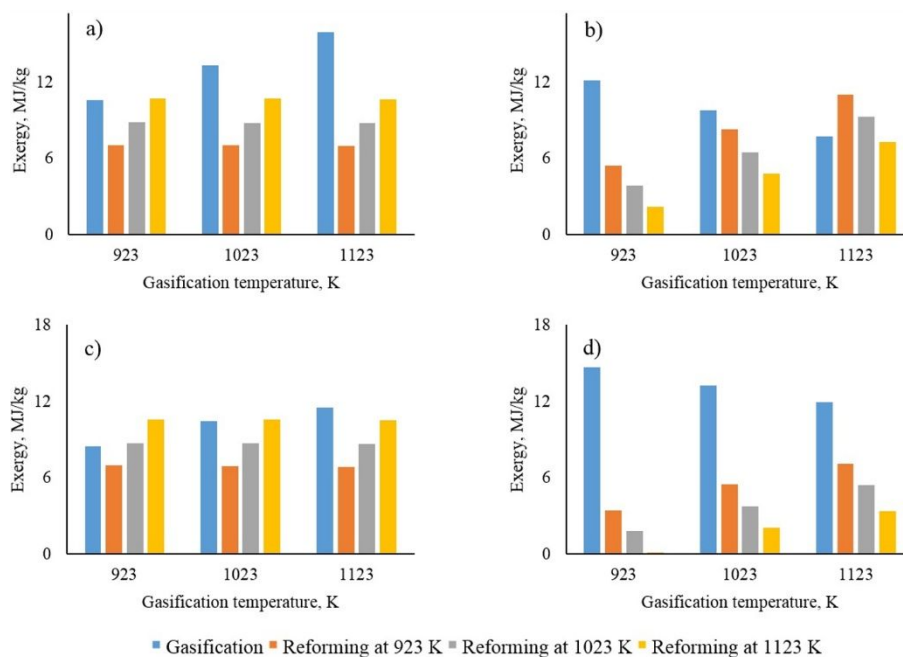 a)
Exergy, MJ/kg
12
6
0
923 1023 1123
Gasification temperature, K
b)
Exergy, MJ/kg
12
6
0
923 1023 1123
Gasification temperature, K
c)
Exergy, MJ/kg
18
12
6
0
923 1023 1123
Gasification temperature, K
d)
Exergy, MJ/kg
18
12
6
0
923 1023 1123
Gasification temperature, K
Gasification Reforming at 923 K Reforming at 1023 K Reforming at 1123 K